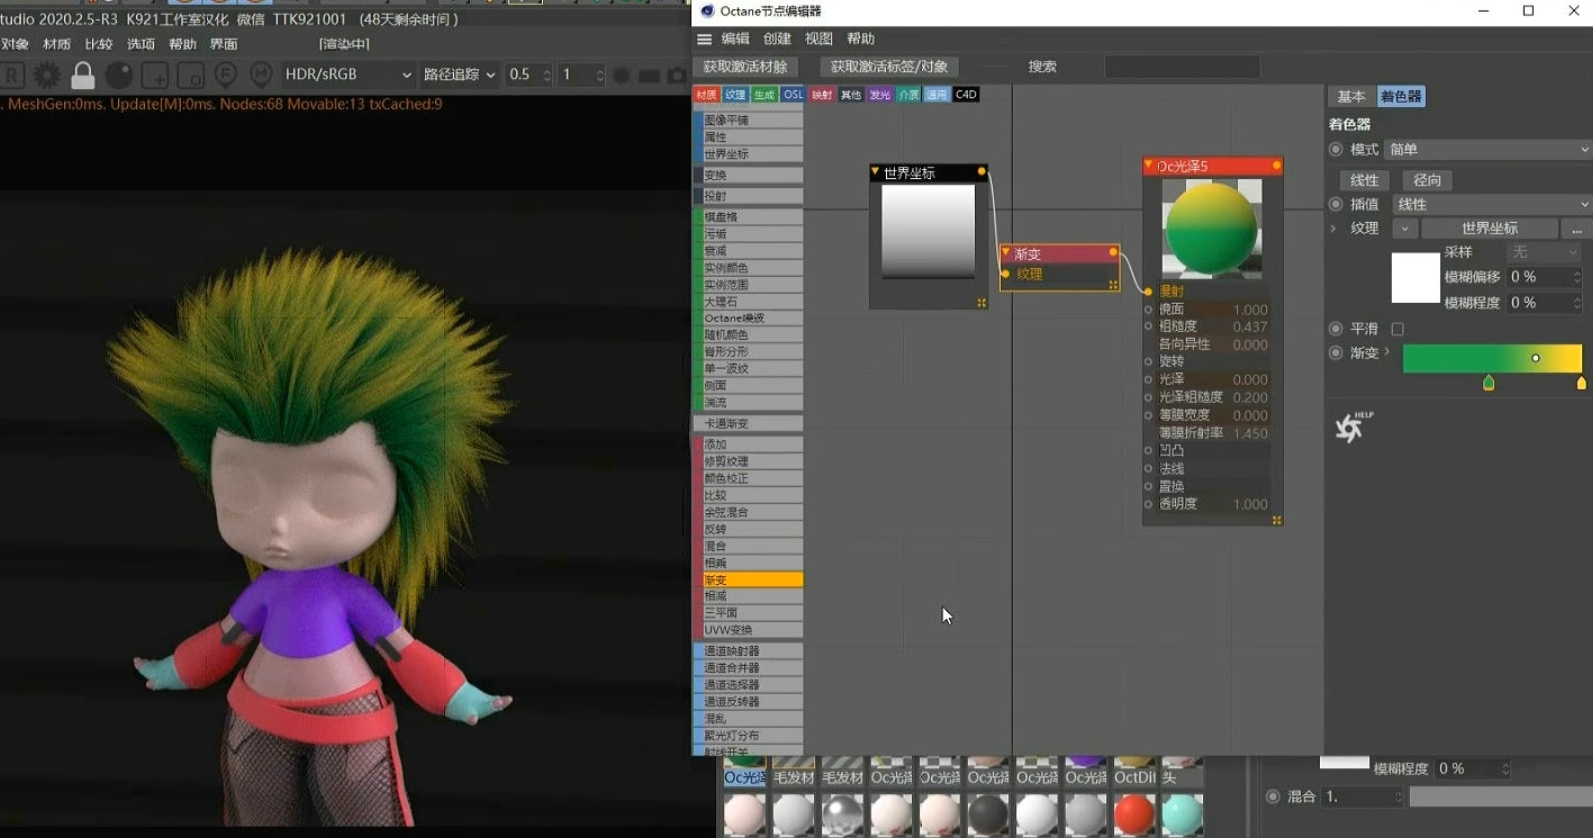 tudio 2020.2.5-R3 K921工作室汉化 微信 TTK921001 (48天剩余时间)
对象 材质 比较 选项 帮助 界面 [渲染中]
HDR/sRGB 路径追踪 0.5 1
. MeshGen:0ms. Update[M]:0ms. Nodes:68 Movable:13 txCached:9
Octane节点编辑器
编辑 创建 视图 帮助
获取激活材馀 获取激活标签/对象 搜索
材质 纹理 生成 OSL 映射 其他 发光 介质 通用 C4D
图像平铺
属性
世界坐标
变换
投射
棋盘格
污垢
衰减
实例颜色
实例范围
大理石
Octane噪波
随机颜色
脊形分形
单一波纹
侧面
湍流
卡通渐变
添加
修剪纹理
颜色校正
比较
余弦混合
反转
混合
相乘
渐变
相减
三平面
UVW变换
通道映射器
通道合并器
通道选择器
通道反转器
混乱
聚光灯分布
射线开关
世界坐标
渐变
纹理
Oc光泽5
漫射
镜面 1.000
粗糙度 0.437
各向异性 0.000
旋转
光泽 0.000
光泽粗糙度 0.200
薄膜宽度 0.000
薄膜折射率 1.450
凹凸
法线
置换
透明度 1.000
基本 着色器
着色器
模式 简单
线性 径向
插值 线性
纹理 世界坐标 ...
采样 无
模糊偏移 0 %
模糊程度 0 %
平滑
渐变
HELP
Oc光泽 毛发材 毛发材 Oc光泽 Oc光泽 Oc光泽 Oc光泽 Oc光泽 OctDif 头
模糊程度 0 %
混合 1.